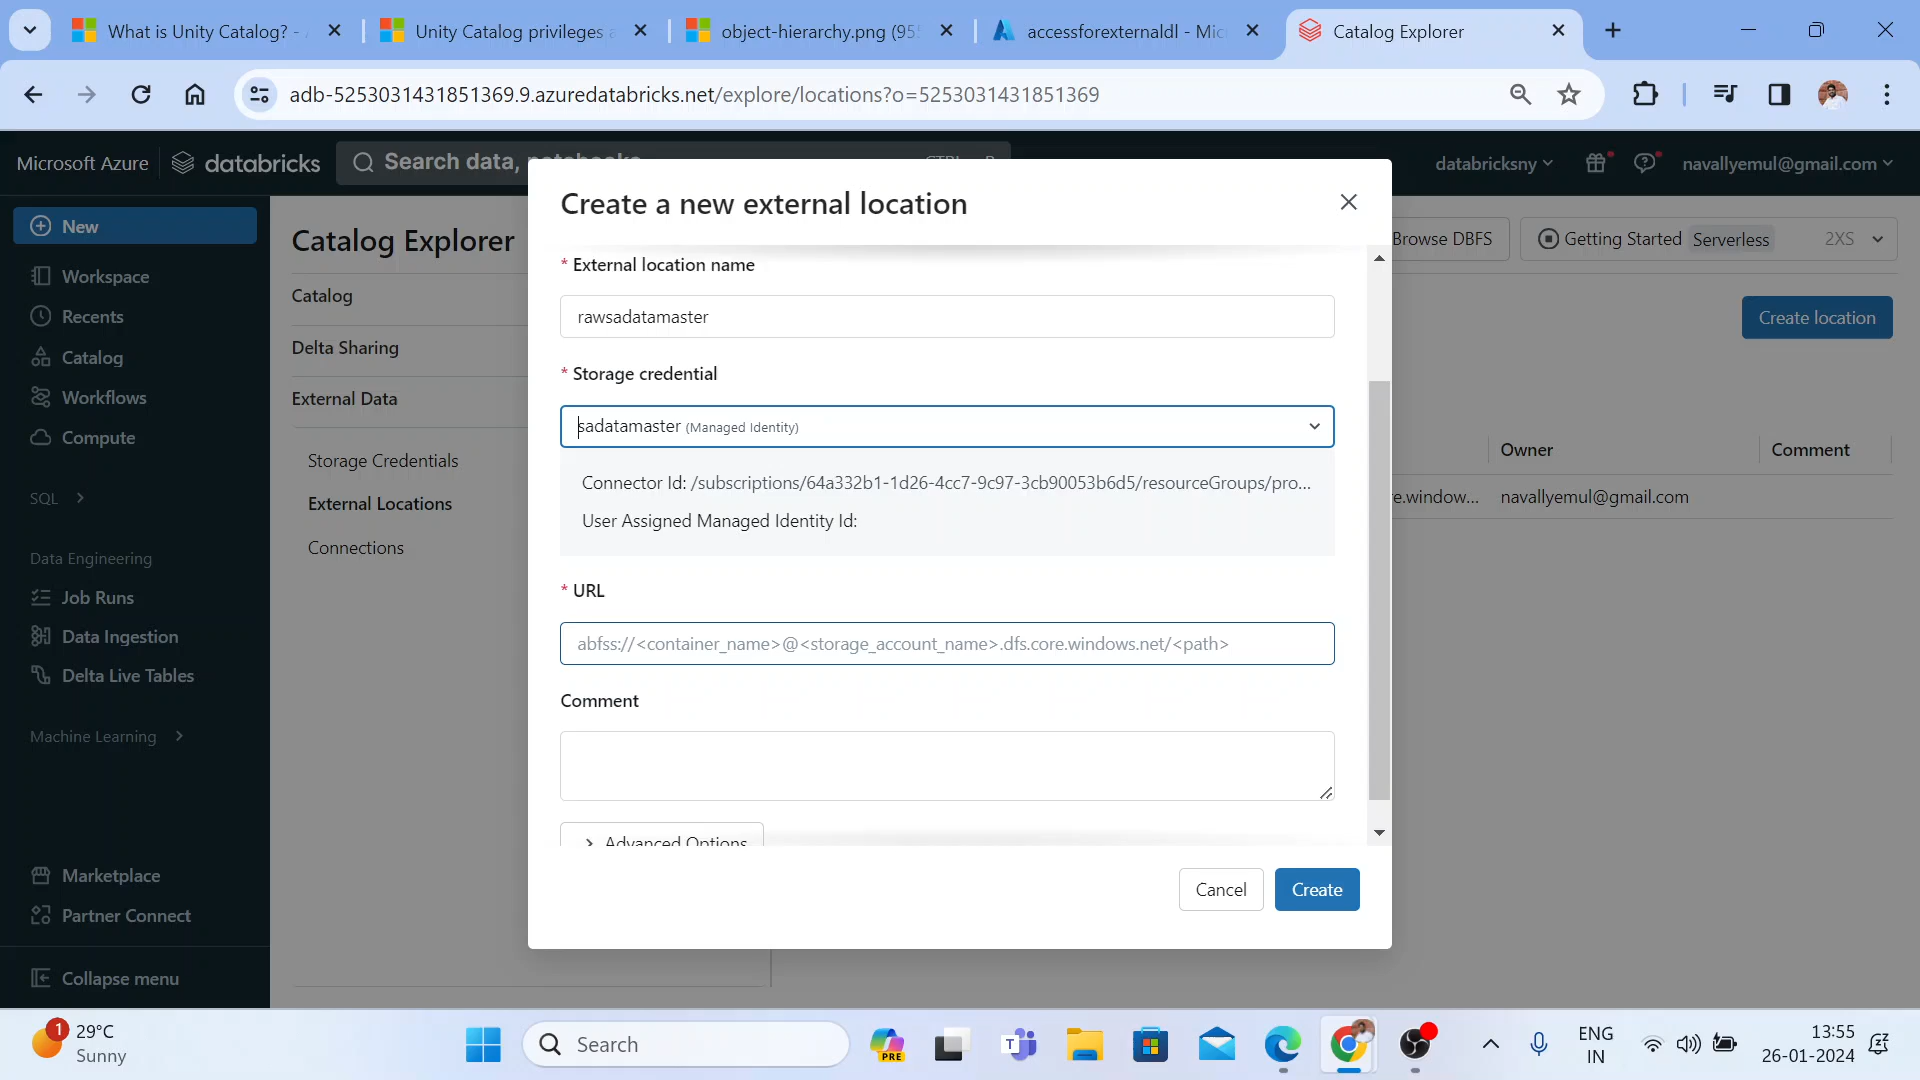 What is Unity Catalog? -
Unity Catalog privileges a
object-hierarchy.png (95
accessforexternaldl - Mic
Catalog Explorer
adb-5253031431851369.9.azuredatabricks.net/explore/locations?o=5253031431851369
Microsoft Azure
databricks
Search data,
databricksny
navallyemul@gmail.com
New
Workspace
Recents
Catalog
Workflows
Compute
SQL
Data Engineering
Job Runs
Data Ingestion
Delta Live Tables
Machine Learning
Marketplace
Partner Connect
Collapse menu
Catalog Explorer
Catalog
Delta Sharing
External Data
Storage Credentials
External Locations
Connections
Browse DBFS
Getting Started Serverless 2XS
Create location
Owner
Comment
e.window...
navallyemul@gmail.com
Create a new external location
* External location name
rawsadatamaster
* Storage credential
sadatamaster (Managed Identity)
Connector Id: /subscriptions/64a332b1-1d26-4cc7-9c97-3cb90053b6d5/resourceGroups/pro...
User Assigned Managed Identity Id:
* URL
abfss://<container_name>@<storage_account_name>.dfs.core.windows.net/<path>
Comment
Advanced Options
Cancel
Create
1
29°C
Sunny
Search
PRE
T
ENG
IN
13:55
26-01-2024